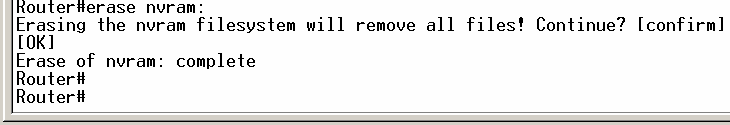 Router#erase nvram:
Erasing the nvram filesystem will remove all files! Continue? [confirm]
[OK]
Erase of nvram: complete
Router#
Router#